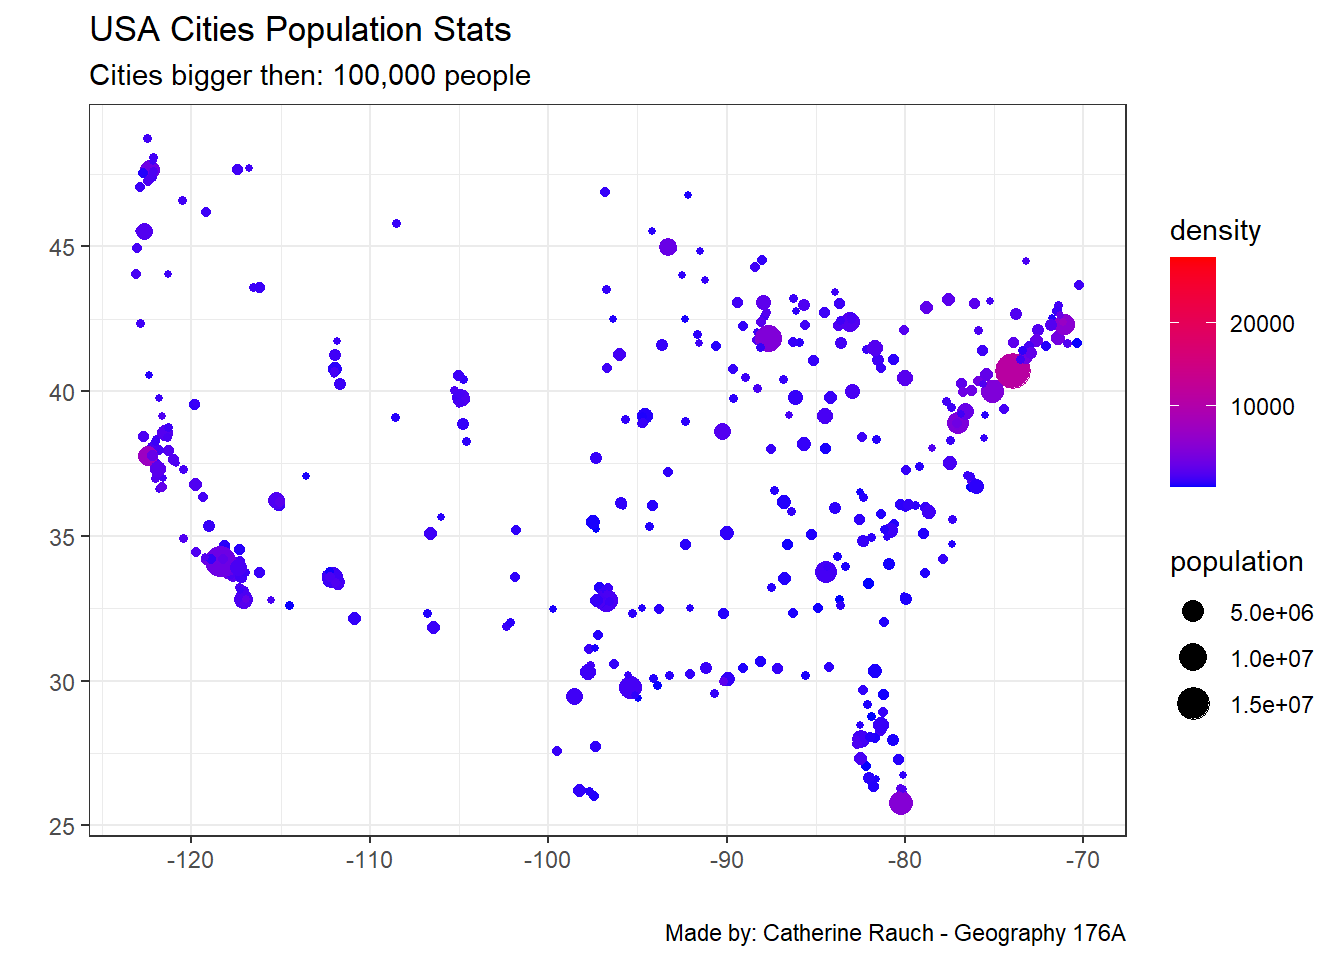 USA Cities Population Stats
Cities bigger then: 100,000 people
45
40
35
30
25
-120 -110 -100 -90 -80 -70
density
20000
10000
population
5.0e+06
1.0e+07
1.5e+07
Made by: Catherine Rauch - Geography 176A